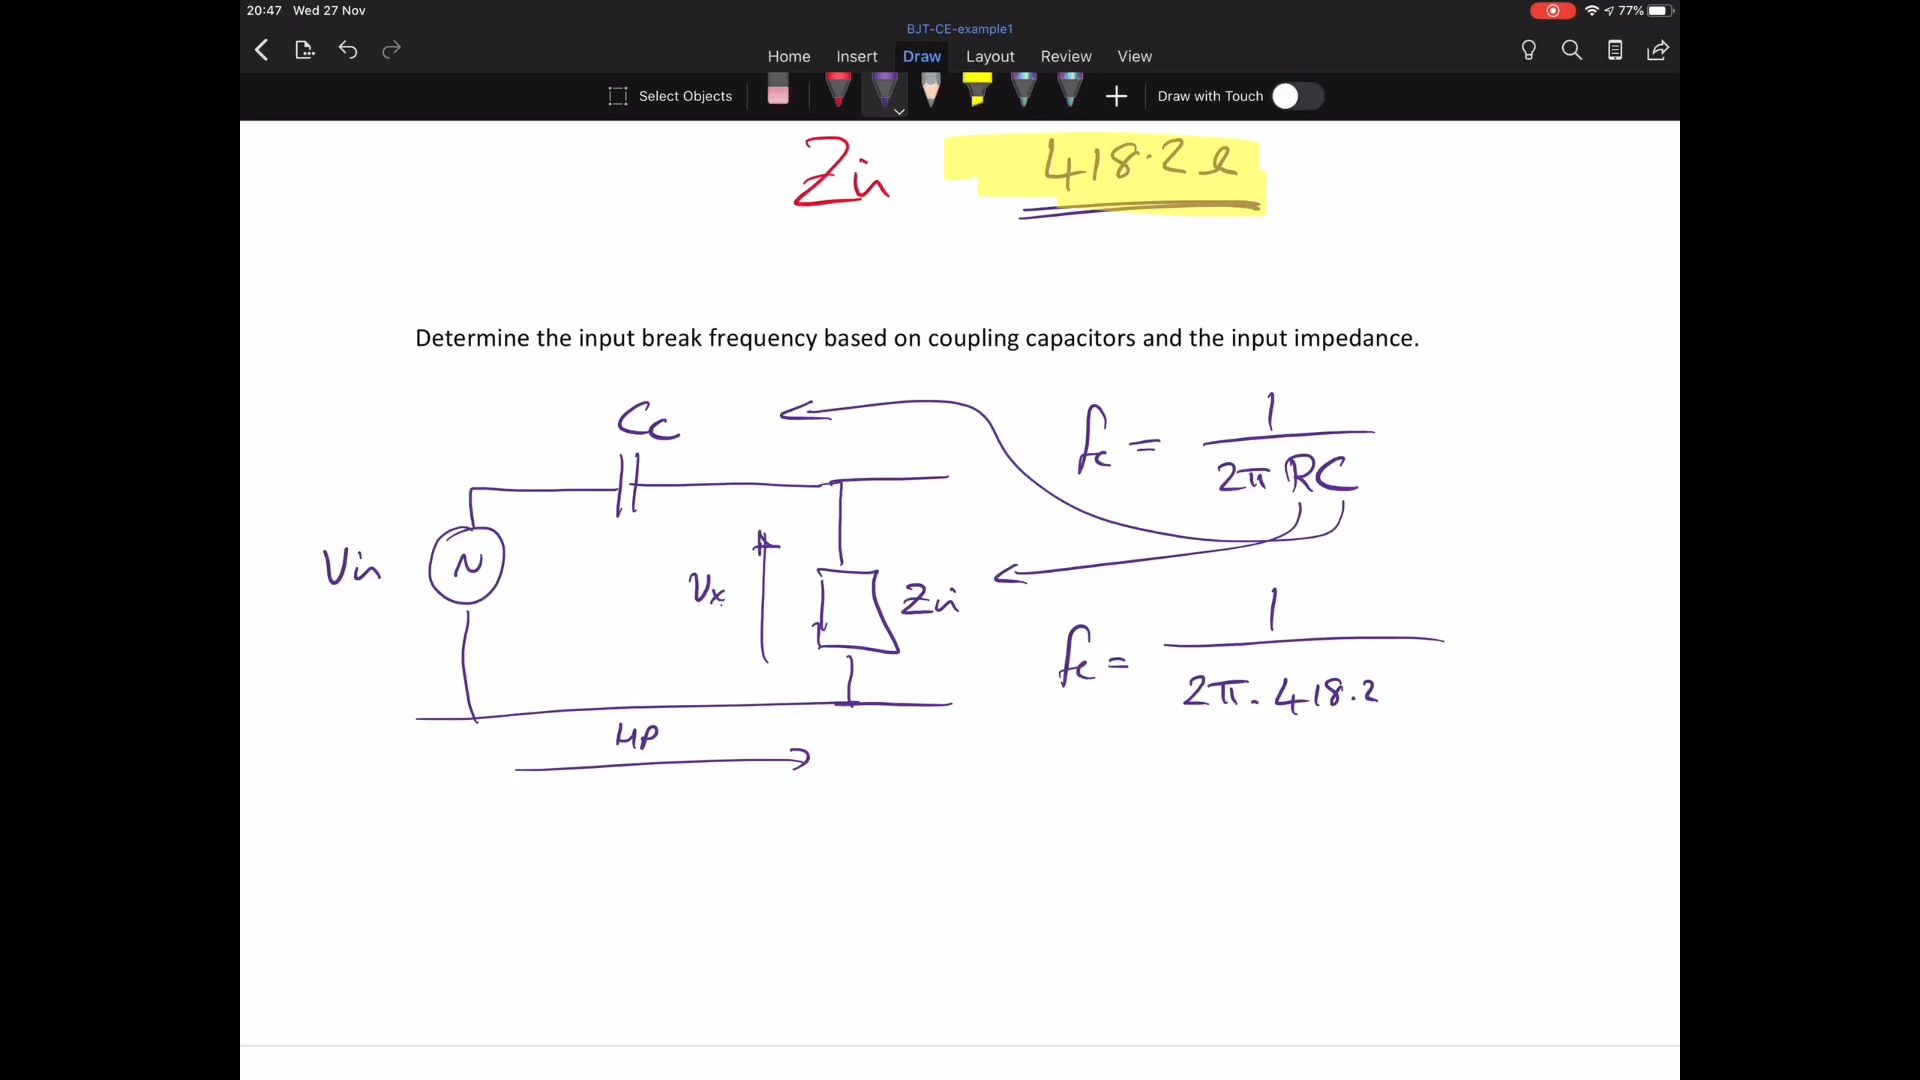 20:47 Wed 27 Nov
77%
BJT-CE-example1
Home Insert Draw Layout Review View
Select Objects
Draw with Touch
Zin 418.2 Ω
Determine the input break frequency based on coupling capacitors and the input impedance.
Cc
fc = 1 / 2π RC
Vin
Vx
Zin
fc = 1 / 2π. 418.2
HP